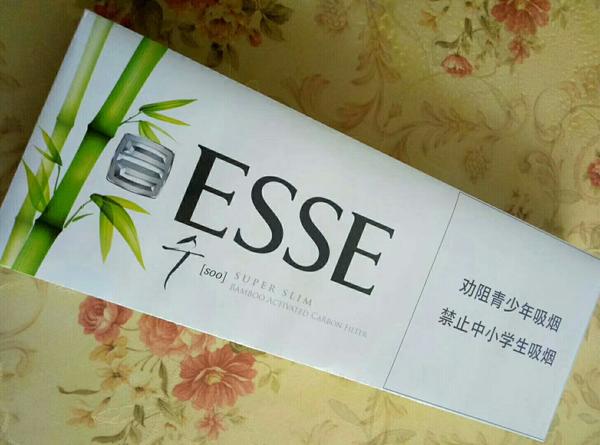 ESSE
수 [soo] SUPER SLIM
BAMBOO ACTIVATED CARBON FILTER
劝阻青少年吸烟
禁止中小学生吸烟